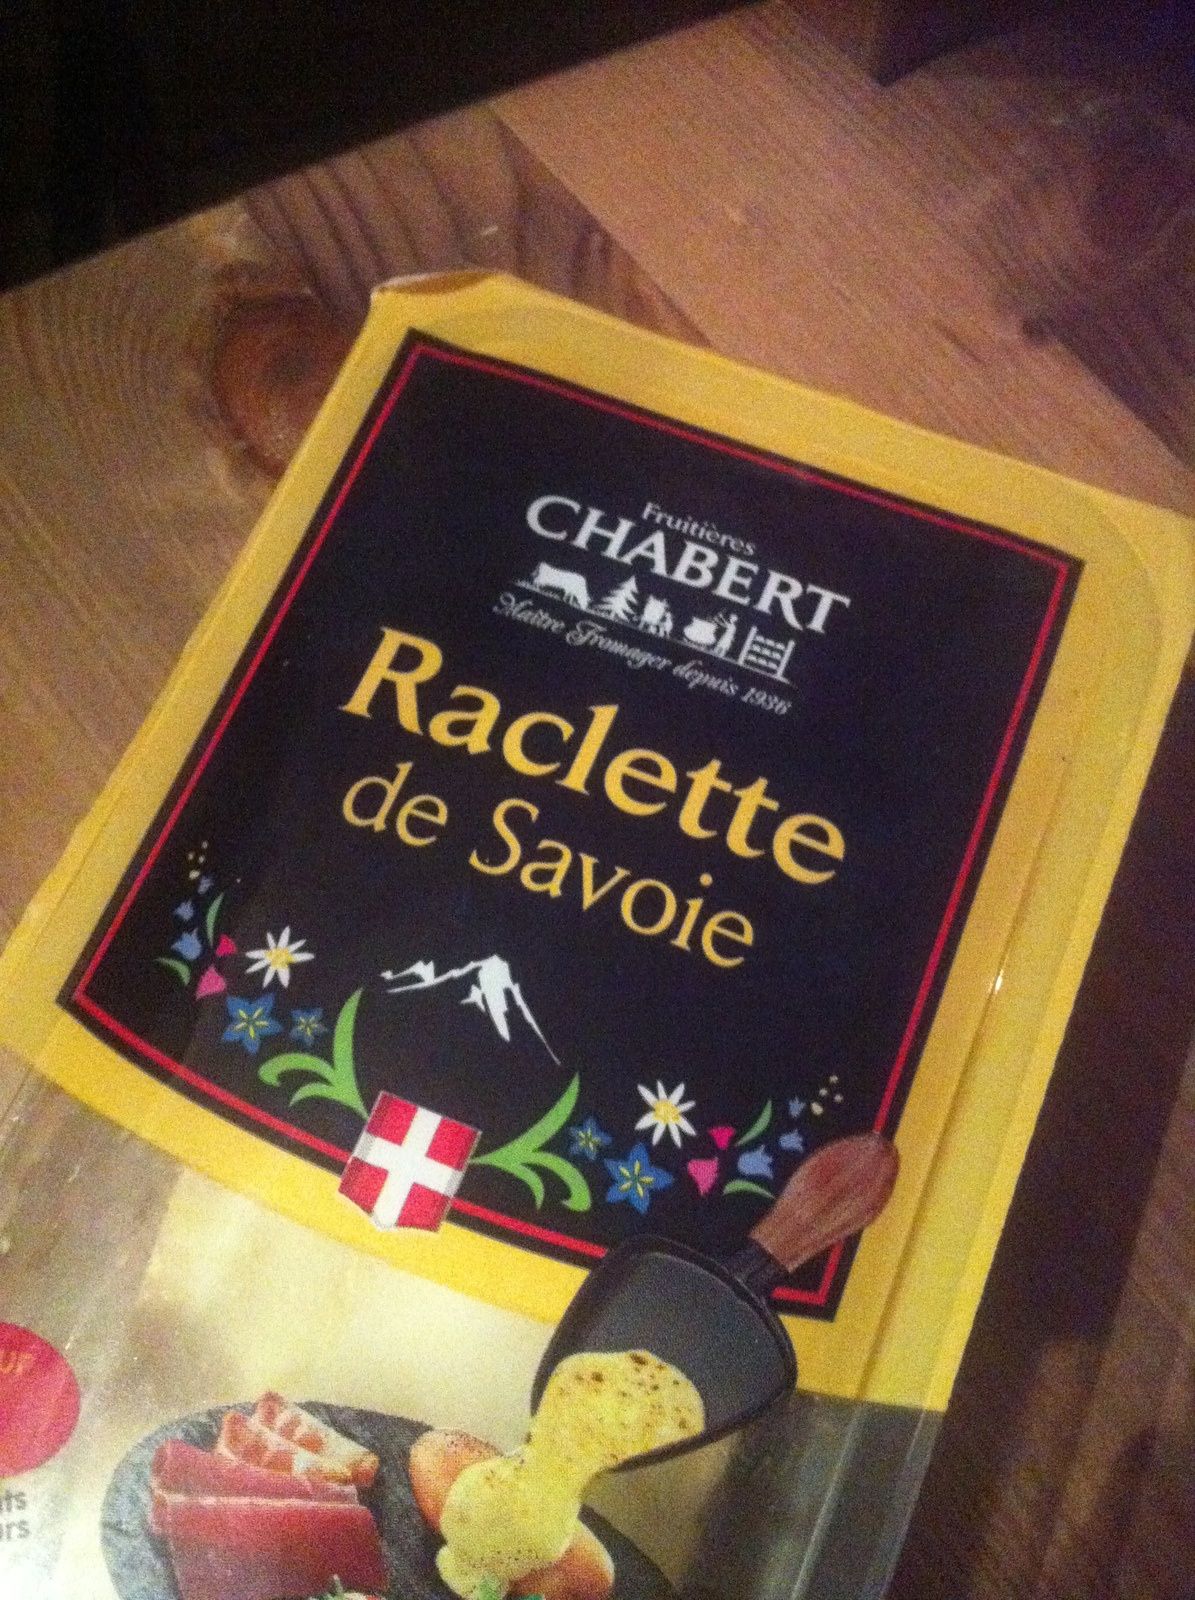 Fruitières
CHABERT
Maître Fromager depuis 1936
Raclette
de Savoie